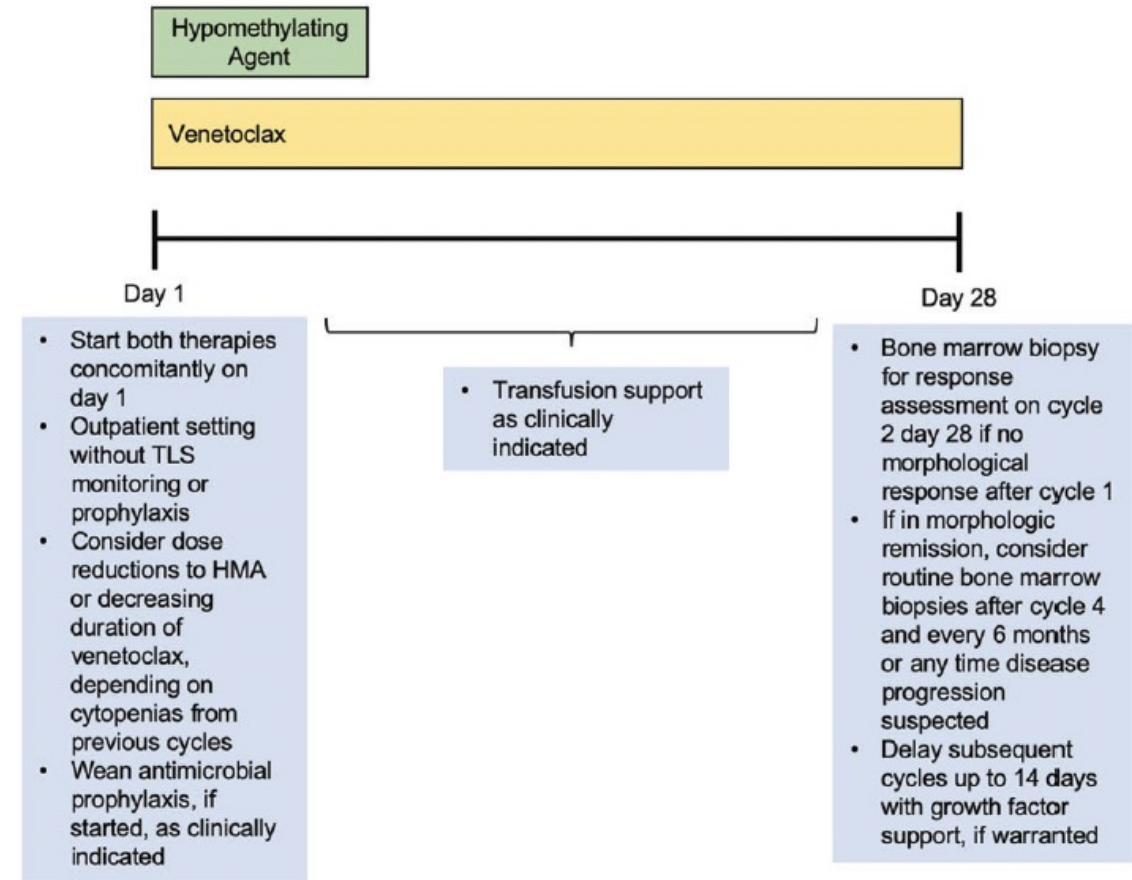 Hypomethylating
Agent
Venetoclax
Day 1
Day 28
• Start both therapies
concomitantly on
day 1
• Outpatient setting
without TLS
monitoring or
prophylaxis
• Consider dose
reductions to HMA
or decreasing
duration of
venetoclax,
depending on
cytopenias from
previous cycles
• Wean antimicrobial
prophylaxis, if
started, as clinically
indicated
• Transfusion support
as clinically
indicated
• Bone marrow biopsy
for response
assessment on cycle
2 day 28 if no
morphological
response after cycle 1
• If in morphologic
remission, consider
routine bone marrow
biopsies after cycle 4
and every 6 months
or any time disease
progression
suspected
• Delay subsequent
cycles up to 14 days
with growth factor
support, if warranted